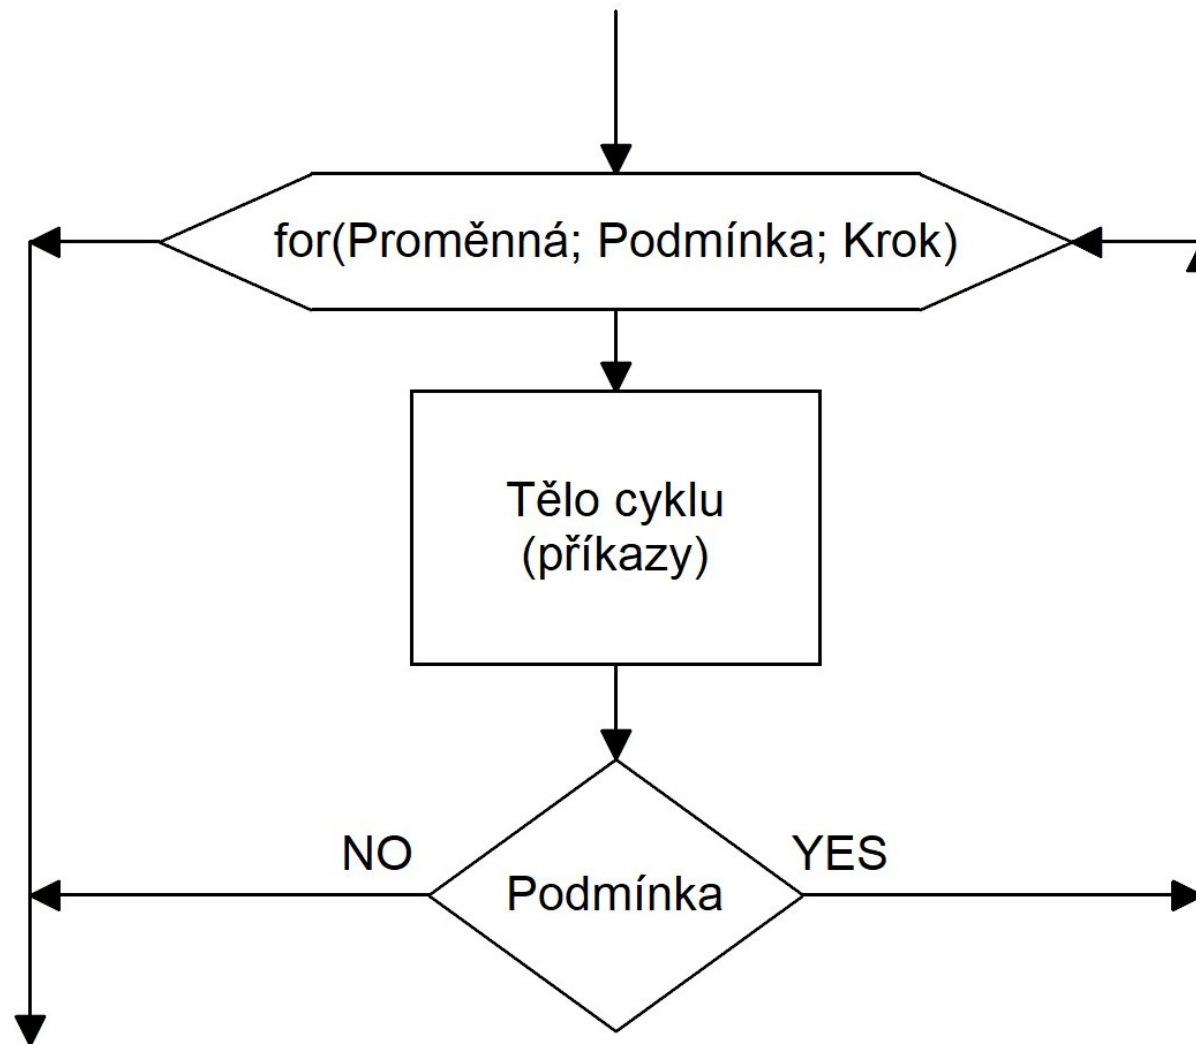 for(Proměnná; Podmínka; Krok)
Tělo cyklu
(příkazy)
NO
YES
Podmínka